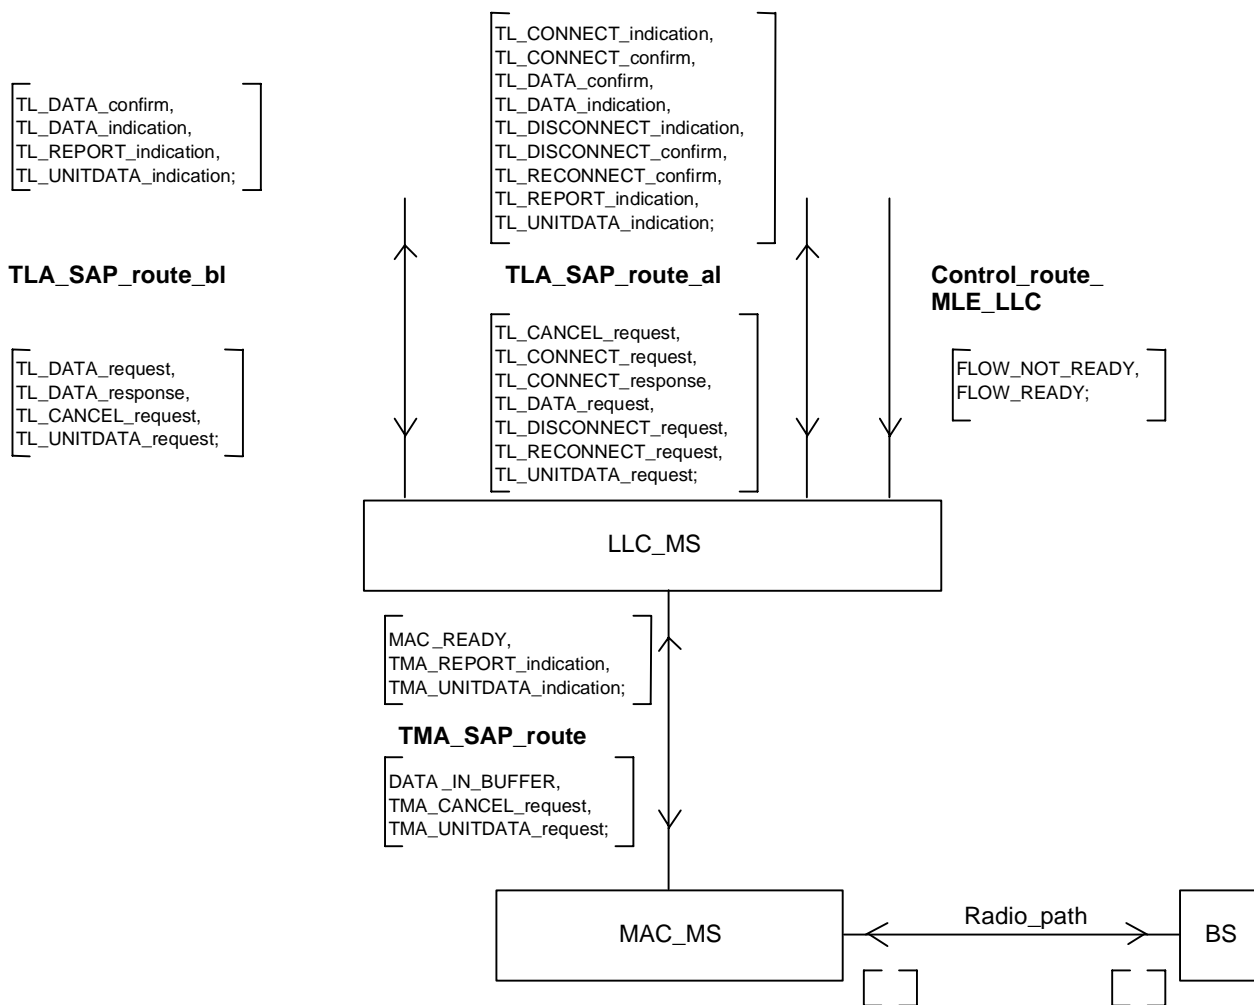 TL_DATA_confirm,
TL_DATA_indication,
TL_REPORT_indication,
TL_UNITDATA_indication;
TL_CONNECT_indication,
TL_CONNECT_confirm,
TL_DATA_confirm,
TL_DATA_indication,
TL_DISCONNECT_indication,
TL_DISCONNECT_confirm,
TL_RECONNECT_confirm,
TL_REPORT_indication,
TL_UNITDATA_indication;
TLA_SAP_route_bl
TLA_SAP_route_al
Control_route_
MLE_LLC
TL_DATA_request,
TL_DATA_response,
TL_CANCEL_request,
TL_UNITDATA_request;
TL_CANCEL_request,
TL_CONNECT_request,
TL_CONNECT_response,
TL_DATA_request,
TL_DISCONNECT_request,
TL_RECONNECT_request,
TL_UNITDATA_request;
FLOW_NOT_READY,
FLOW_READY;
LLC_MS
MAC_READY,
TMA_REPORT_indication,
TMA_UNITDATA_indication;
TMA_SAP_route
DATA_IN_BUFFER,
TMA_CANCEL_request,
TMA_UNITDATA_request;
MAC_MS
Radio_path
BS